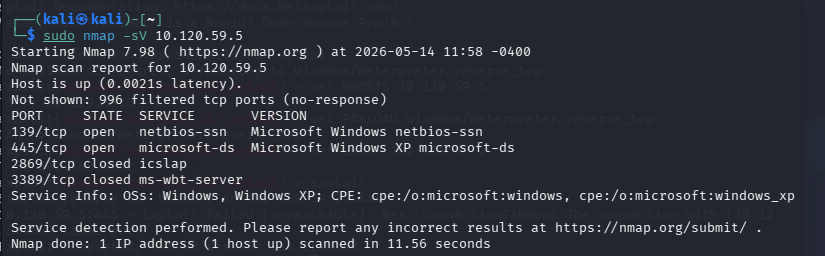 Documentation: https://docs.metasploit.com/
┌──(kali㉿kali)-[~]
└─$ sudo nmap -sV 10.120.59.5
Starting Nmap 7.98 ( https://nmap.org ) at 2026-05-14 11:58 -0400
Nmap scan report for 10.120.59.5
Host is up (0.0021s latency).
Not shown: 996 filtered tcp ports (no-response)
PORT     STATE  SERVICE       VERSION
139/tcp  open   netbios-ssn   Microsoft Windows netbios-ssn
445/tcp  open   microsoft-ds  Microsoft Windows XP microsoft-ds
2869/tcp closed icslap
3389/tcp closed ms-wbt-server
Service Info: OSs: Windows, Windows XP; CPE: cpe:/o:microsoft:windows, cpe:/o:microsoft:windows_xp
Service detection performed. Please report any incorrect results at https://nmap.org/submit/ .
Nmap done: 1 IP address (1 host up) scanned in 11.56 seconds